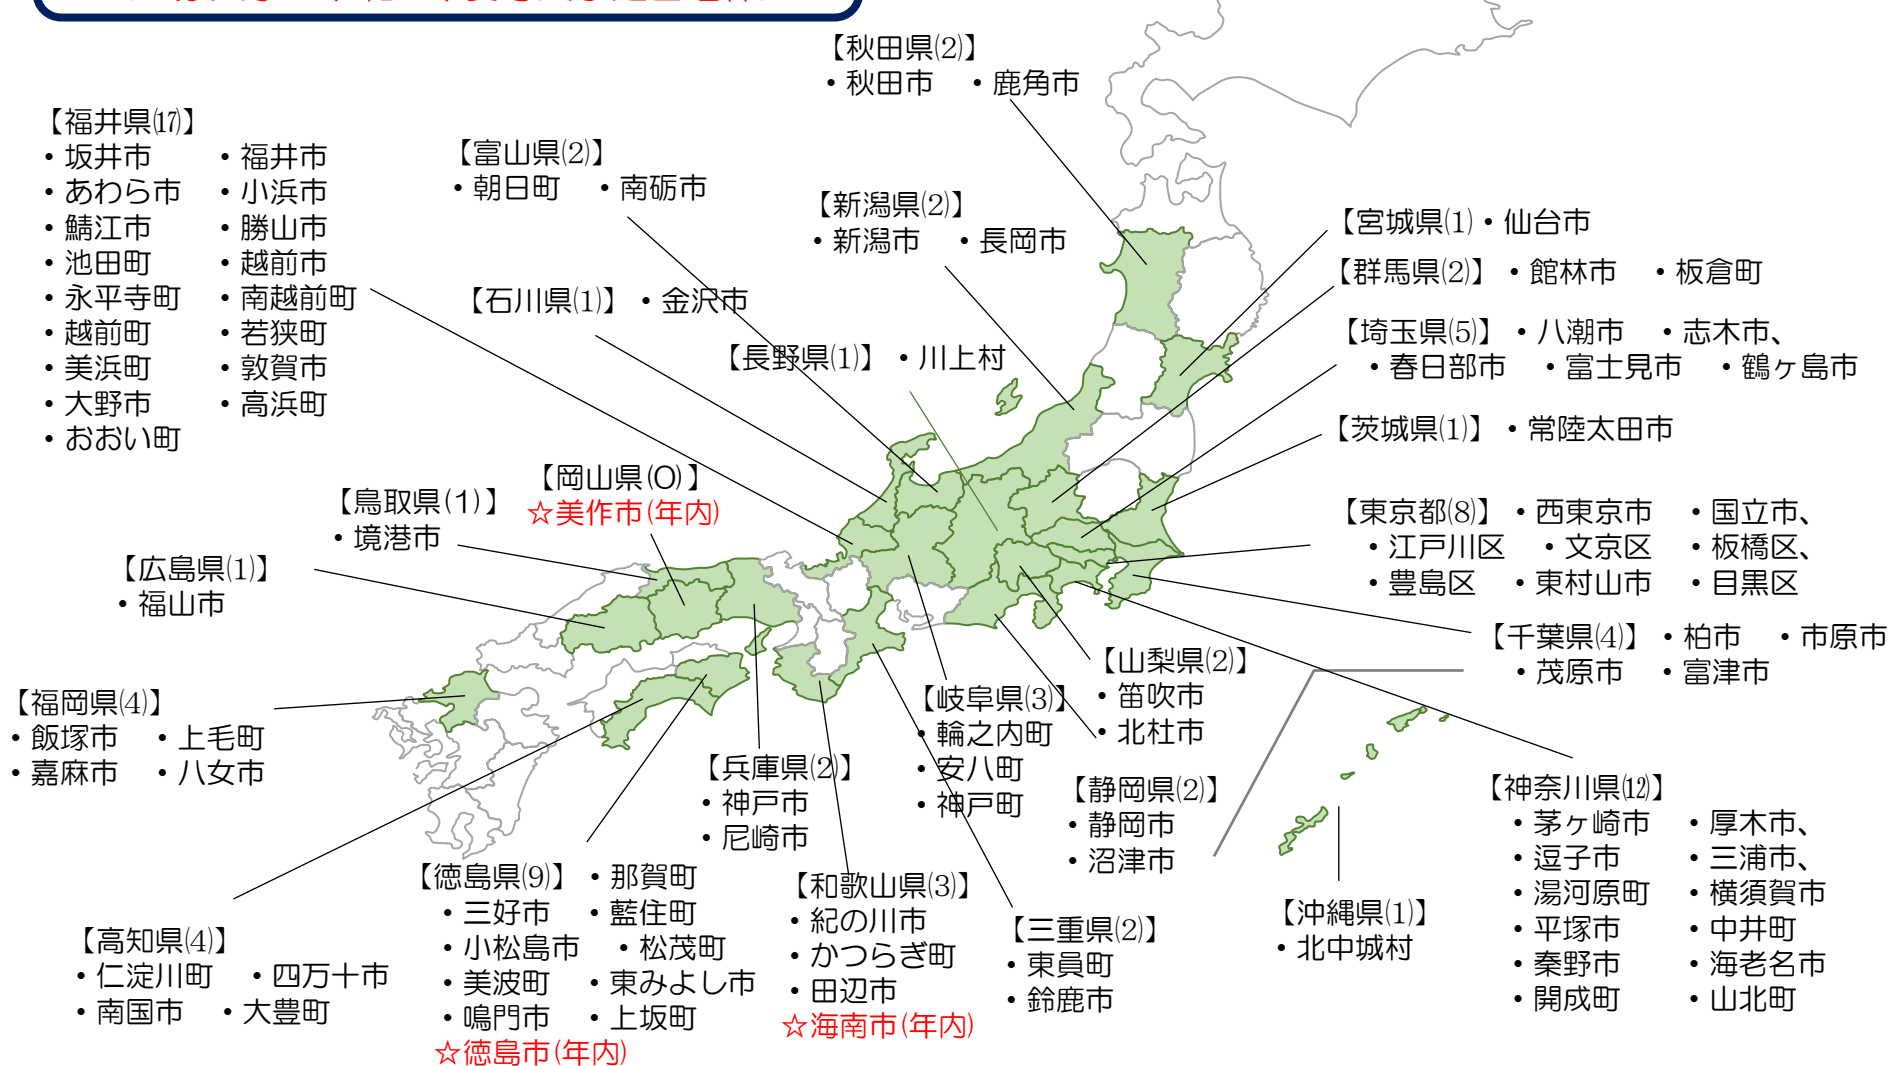 【秋田県(2)】
・秋田市　・鹿角市
【福井県(17)】
・坂井市　・福井市
・あわら市　・小浜市
・鯖江市　・勝山市
・池田町　・越前市
・永平寺町　・南越前町
・越前町　・若狭町
・美浜町　・敦賀市
・大野市　・高浜町
・おおい町
【富山県(2)】
・朝日町　・南砺市
【新潟県(2)】
・新潟市　・長岡市
【石川県(1)】・金沢市
【長野県(1)】・川上村
【宮城県(1)・仙台市
【群馬県(2)】・館林市　・板倉町
【埼玉県(5)】・八潮市　・志木市、
・春日部市　・富士見市　・鶴ヶ島市
【茨城県(1)】・常陸太田市
【東京都(8)】・西東京市　・国立市、
・江戸川区　・文京区　・板橋区、
・豊島区　・東村山市　・目黒区
【千葉県(4)】・柏市　・市原市
・茂原市　・富津市
【岡山県(0)】
☆美作市(年内)
【鳥取県(1)】
・境港市
【広島県(1)】
・福山市
【福岡県(4)】
・飯塚市　・上毛町
・嘉麻市　・八女市
【高知県(4)】
・仁淀川町　・四万十市
・南国市　・大豊町
【徳島県(9)】・那賀町
・三好市　・藍住町
・小松島市　・松茂町
・美波町　・東みよし市
・鳴門市　・上坂町
☆徳島市(年内)
【兵庫県(2)】
・神戸市
・尼崎市
【和歌山県(3)】
・紀の川市
・かつらぎ町
・田辺市
☆海南市(年内)
【岐阜県(3)】
・輪之内町
・安八町
・神戸町
【三重県(2)】
・東員町
・鈴鹿市
【山梨県(2)】
・笛吹市
・北杜市
【静岡県(2)】
・静岡市
・沼津市
【沖縄県(1)】
・北中城村
【神奈川県(12)】
・茅ヶ崎市　・厚木市、
・逗子市　・三浦市、
・湯河原町　・横須賀市
・平塚市　・中井町
・秦野市　・海老名市
・開成町　・山北町